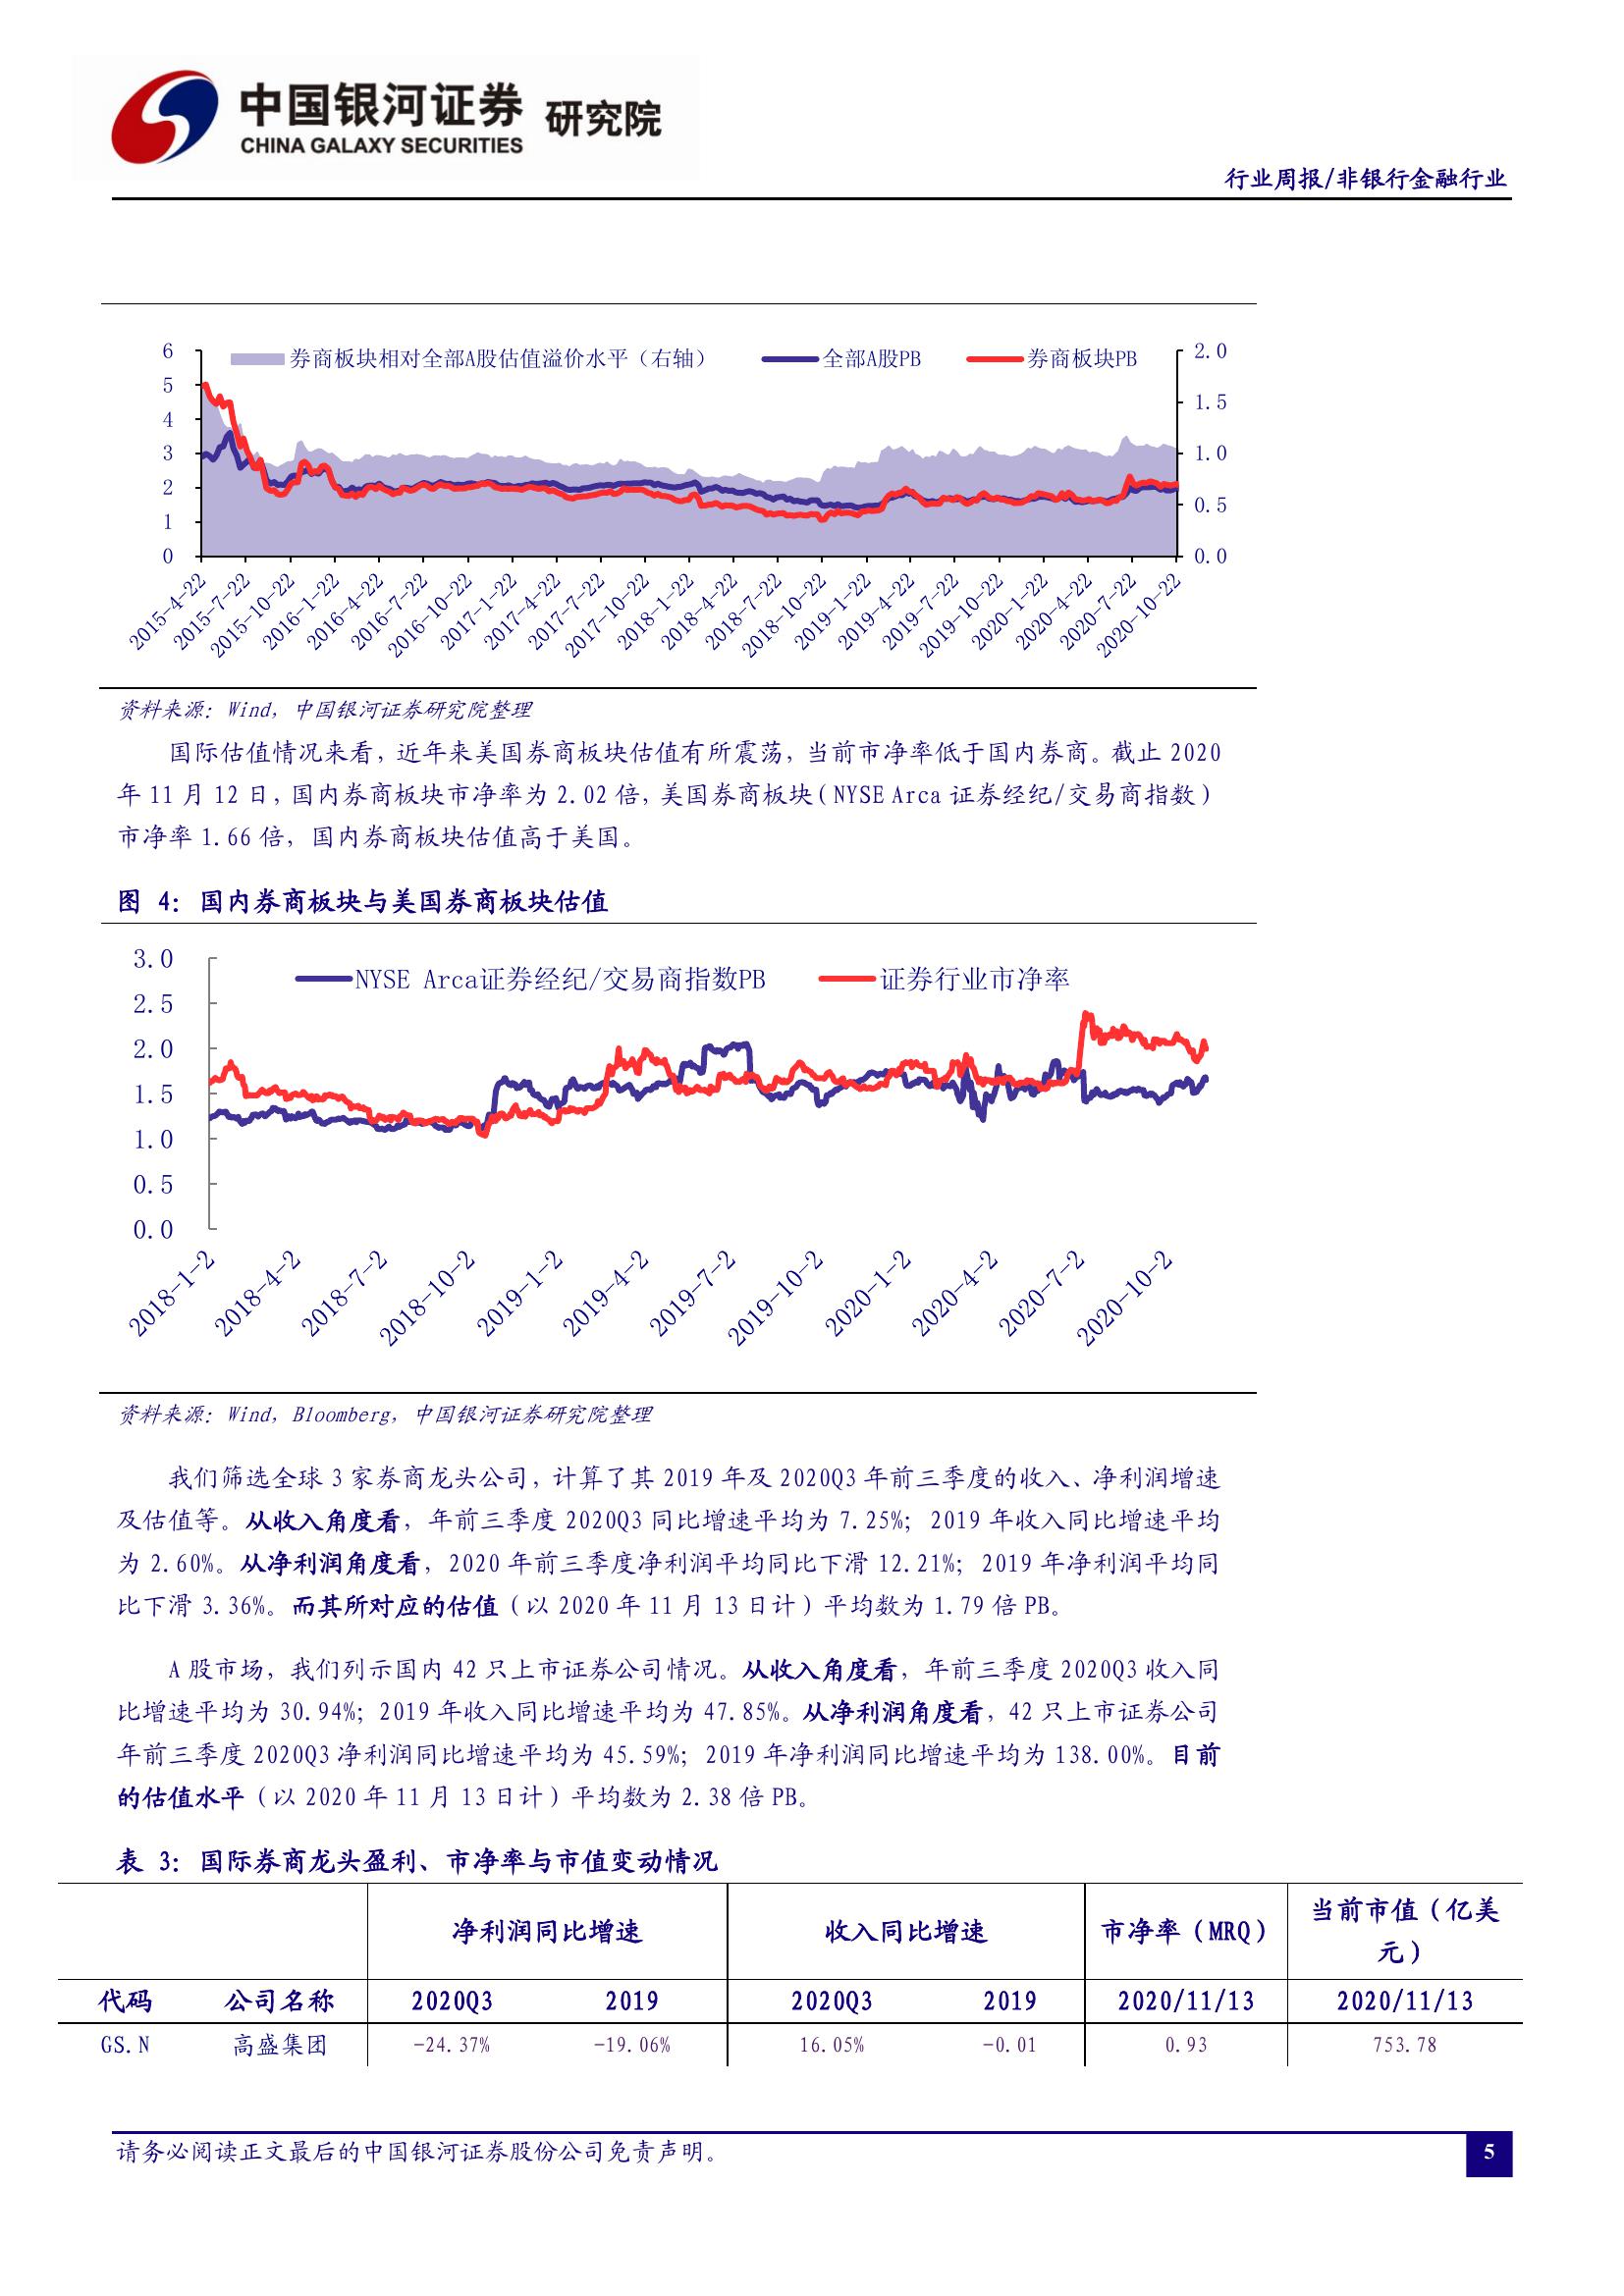 中国银河证券 研究院
CHINA GALAXY SECURITIES
行业周报/非银行金融行业
6
5
4
3
2
1
0
券商板块相对全部A股估值溢价水平（右轴）
全部A股PB
券商板块PB
2.0
1.5
1.0
0.5
0.0
2015-4-22
2015-7-22
2015-10-22
2016-1-22
2016-4-22
2016-7-22
2016-10-22
2017-1-22
2017-4-22
2017-7-22
2017-10-22
2018-1-22
2018-4-22
2018-7-22
2018-10-22
2019-1-22
2019-4-22
2019-7-22
2019-10-22
2020-1-22
2020-4-22
2020-7-22
2020-10-22
资料来源：Wind，中国银河证券研究院整理
国际估值情况来看，近年来美国券商板块估值有所震荡，当前市净率低于国内券商。截止 2020
年 11 月 12 日，国内券商板块市净率为 2.02 倍，美国券商板块（NYSE Arca 证券经纪/交易商指数）
市净率 1.66 倍，国内券商板块估值高于美国。
图 4：国内券商板块与美国券商板块估值
3.0
2.5
2.0
1.5
1.0
0.5
0.0
NYSE Arca证券经纪/交易商指数PB
证券行业市净率
2018-1-2
2018-4-2
2018-7-2
2018-10-2
2019-1-2
2019-4-2
2019-7-2
2019-10-2
2020-1-2
2020-4-2
2020-7-2
2020-10-2
资料来源：Wind，Bloomberg，中国银河证券研究院整理
我们筛选全球 3 家券商龙头公司，计算了其 2019 年及 2020Q3 年前三季度的收入、净利润增速
及估值等。从收入角度看，年前三季度 2020Q3 同比增速平均为 7.25%；2019 年收入同比增速平均
为 2.60%。从净利润角度看，2020 年前三季度净利润平均同比下滑 12.21%；2019 年净利润平均同
比下滑 3.36%。而其所对应的估值（以 2020 年 11 月 13 日计）平均数为 1.79 倍 PB。
A 股市场，我们列示国内 42 只上市证券公司情况。从收入角度看，年前三季度 2020Q3 收入同
比增速平均为 30.94%；2019 年收入同比增速平均为 47.85%。从净利润角度看，42 只上市证券公司
年前三季度 2020Q3 净利润同比增速平均为 45.59%；2019 年净利润同比增速平均为 138.00%。目前
的估值水平（以 2020 年 11 月 13 日计）平均数为 2.38 倍 PB。
表 3：国际券商龙头盈利、市净率与市值变动情况
净利润同比增速 收入同比增速 市净率（MRQ） 当前市值（亿美
元）
代码 公司名称 2020Q3 2019 2020Q3 2019 2020/11/13 2020/11/13
GS.N 高盛集团 -24.37% -19.06% 16.05% -0.01 0.93 753.78
请务必阅读正文最后的中国银河证券股份公司免责声明。
5